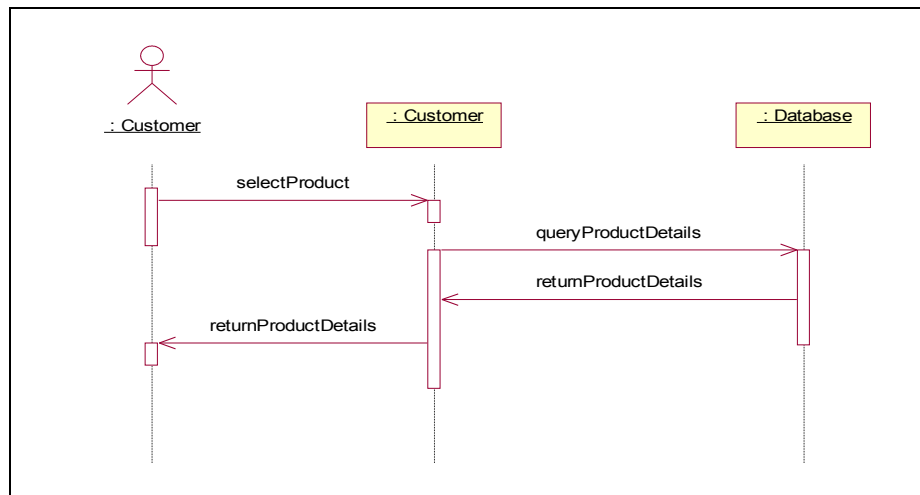 : Customer
: Customer
: Database
selectProduct
queryProductDetails
returnProductDetails
returnProductDetails